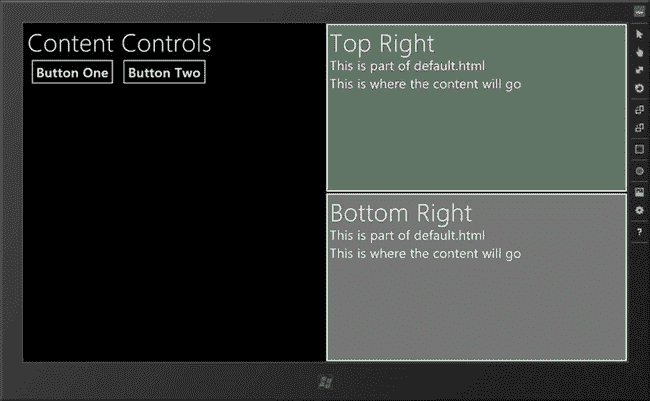 Content Controls
Button One
Button Two
Top Right
This is part of default.html
This is where the content will go
Bottom Right
This is part of default.html
This is where the content will go
?